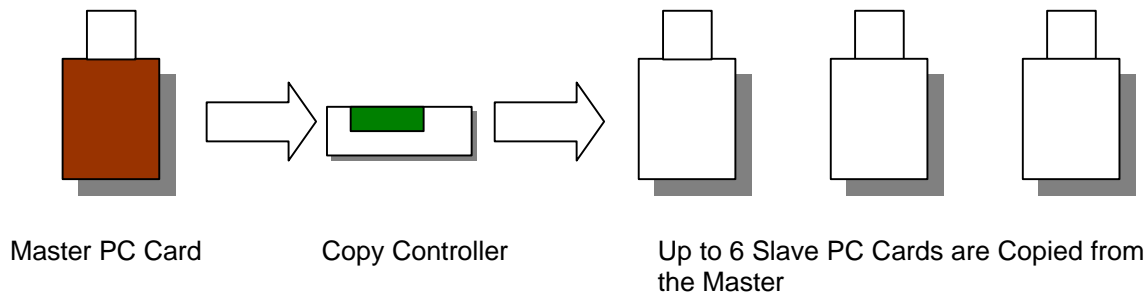 Master PC Card
Copy Controller
Up to 6 Slave PC Cards are Copied from
the Master